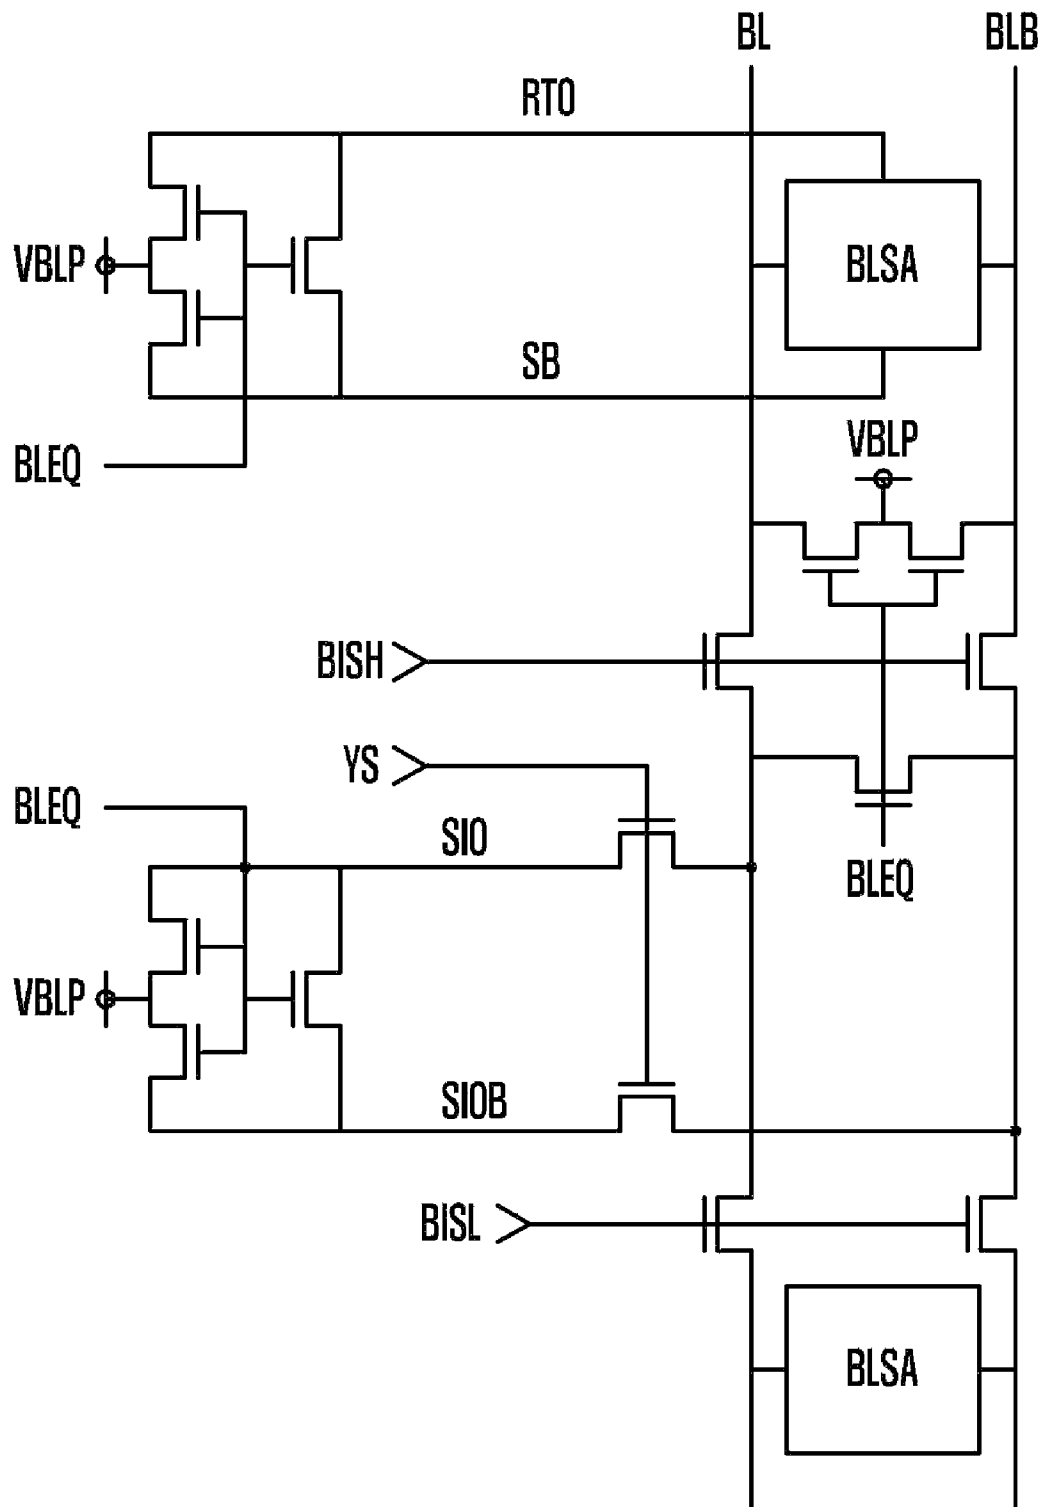 BL BLB
RTO
VBLP
BLSA
SB
VBLP
BLEQ
BISH
YS
BLEQ
SIO
BLEQ
VBLP
SIOB
BISL
BLSA